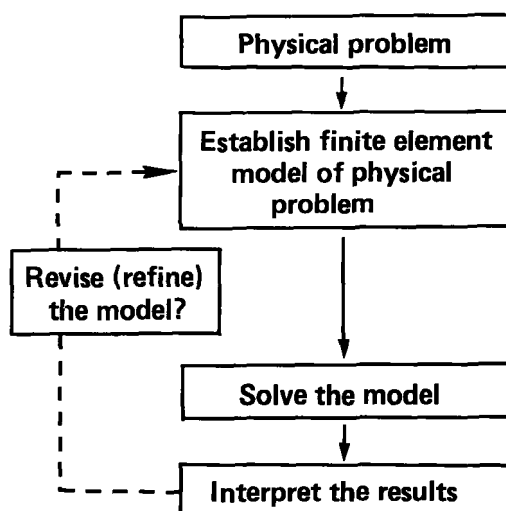 Physical problem
Establish finite element
model of physical
problem
Revise (refine)
the model?
Solve the model
Interpret the results